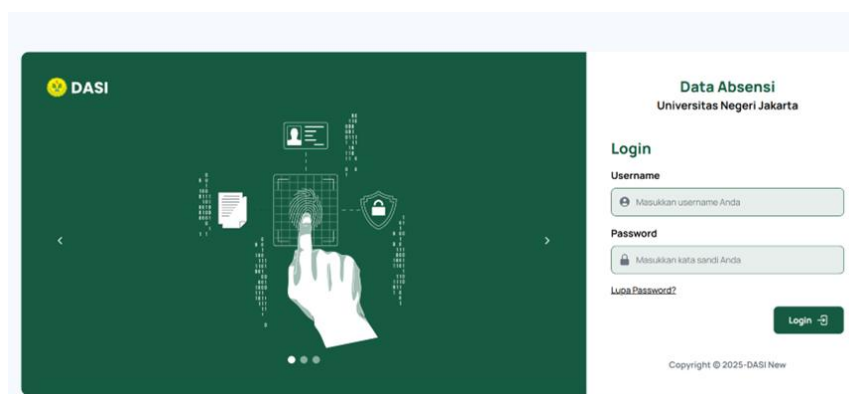 DASI
Data Absensi
Universitas Negeri Jakarta
Login
Username
Masukkan username Anda
Password
Masukkan kata sandi Anda
Lupa Password?
Login
Copyright © 2025-DASI New